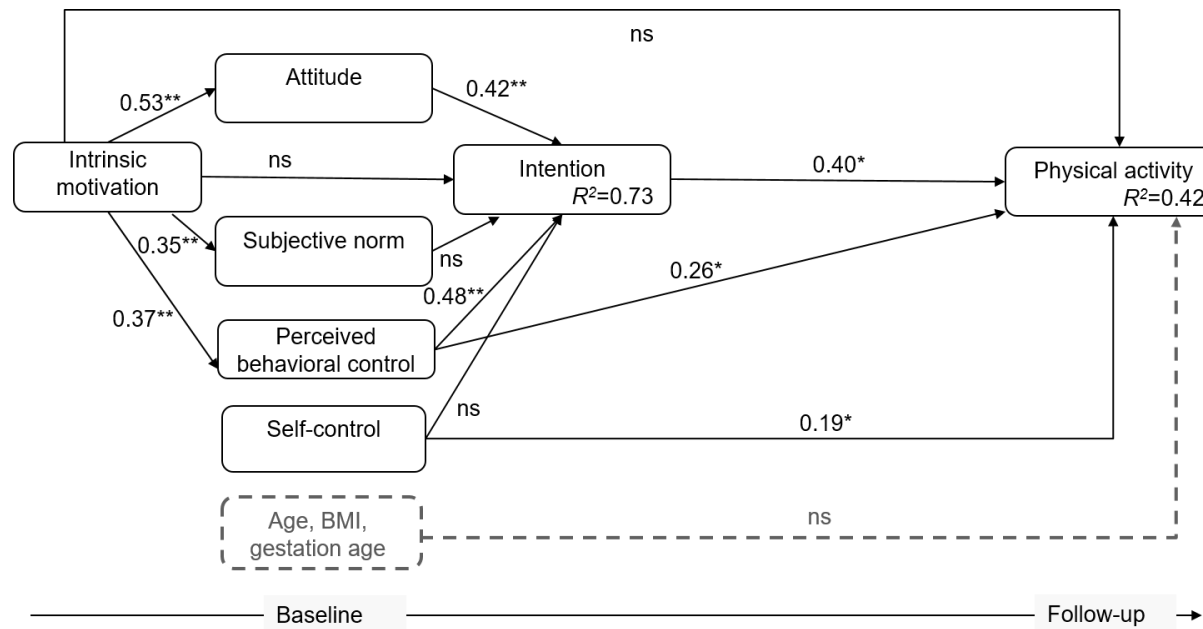 ns
Attitude
0.53**
0.42**
Intrinsic
motivation
ns
Intention
R²=0.73
0.40*
Physical activity
R²=0.42
0.35**
Subjective norm
ns
0.26*
0.48**
0.37**
Perceived
behavioral control
ns
Self-control
0.19*
Age, BMI,
gestation age
ns
Baseline
Follow-up